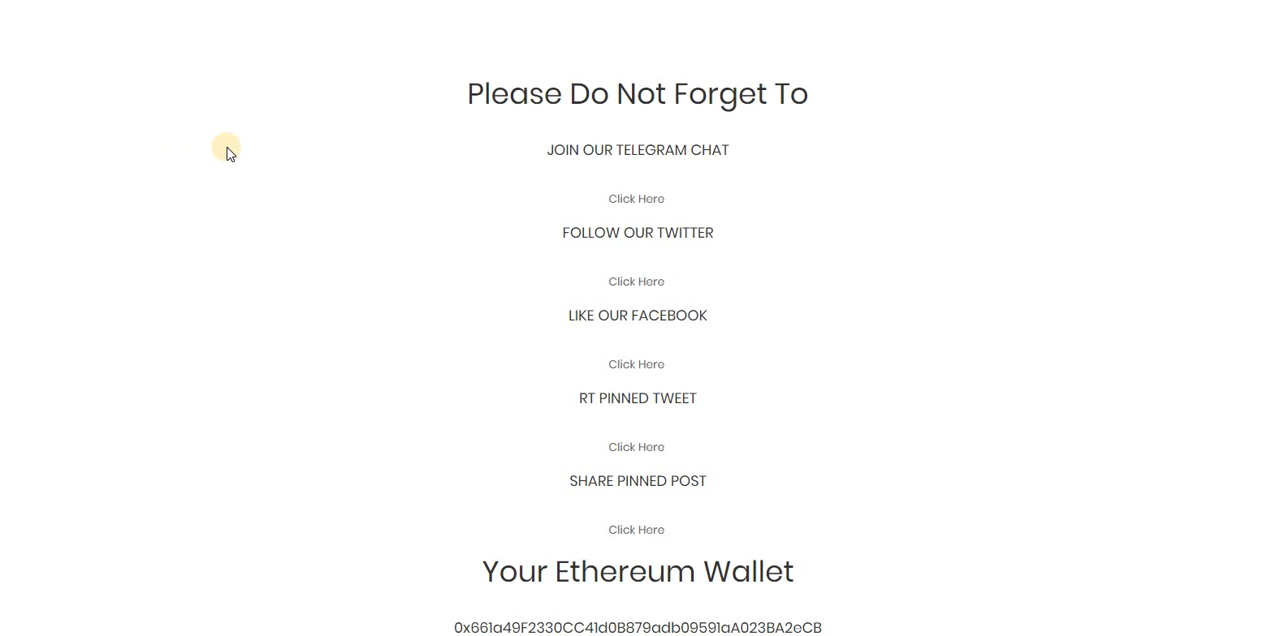 Please Do Not Forget To
JOIN OUR TELEGRAM CHAT
Click Here
FOLLOW OUR TWITTER
Click Here
LIKE OUR FACEBOOK
Click Here
RT PINNED TWEET
Click Here
SHARE PINNED POST
Click Here
Your Ethereum Wallet
0x661a49F2330CC41d0B879adb09591aA023BA2eCB